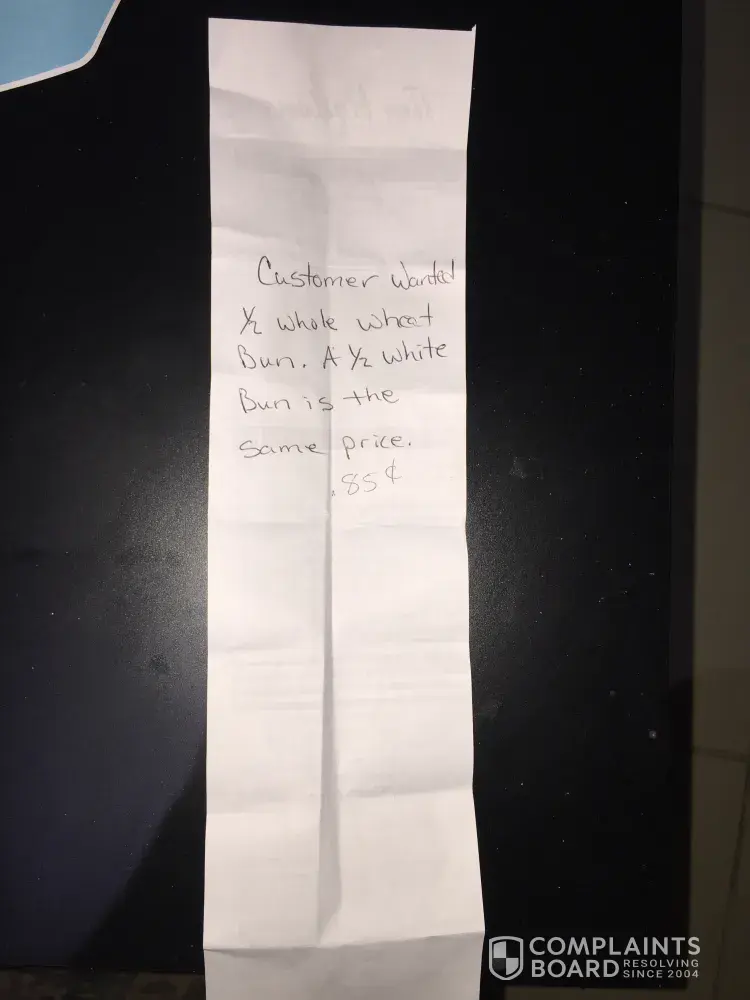 Customer Wanted
½ whole wheat
Bun. A ½ white
Bun is the
same price.
.85¢
COMPLAINTS
BOARD RESOLVING
SINCE 2004